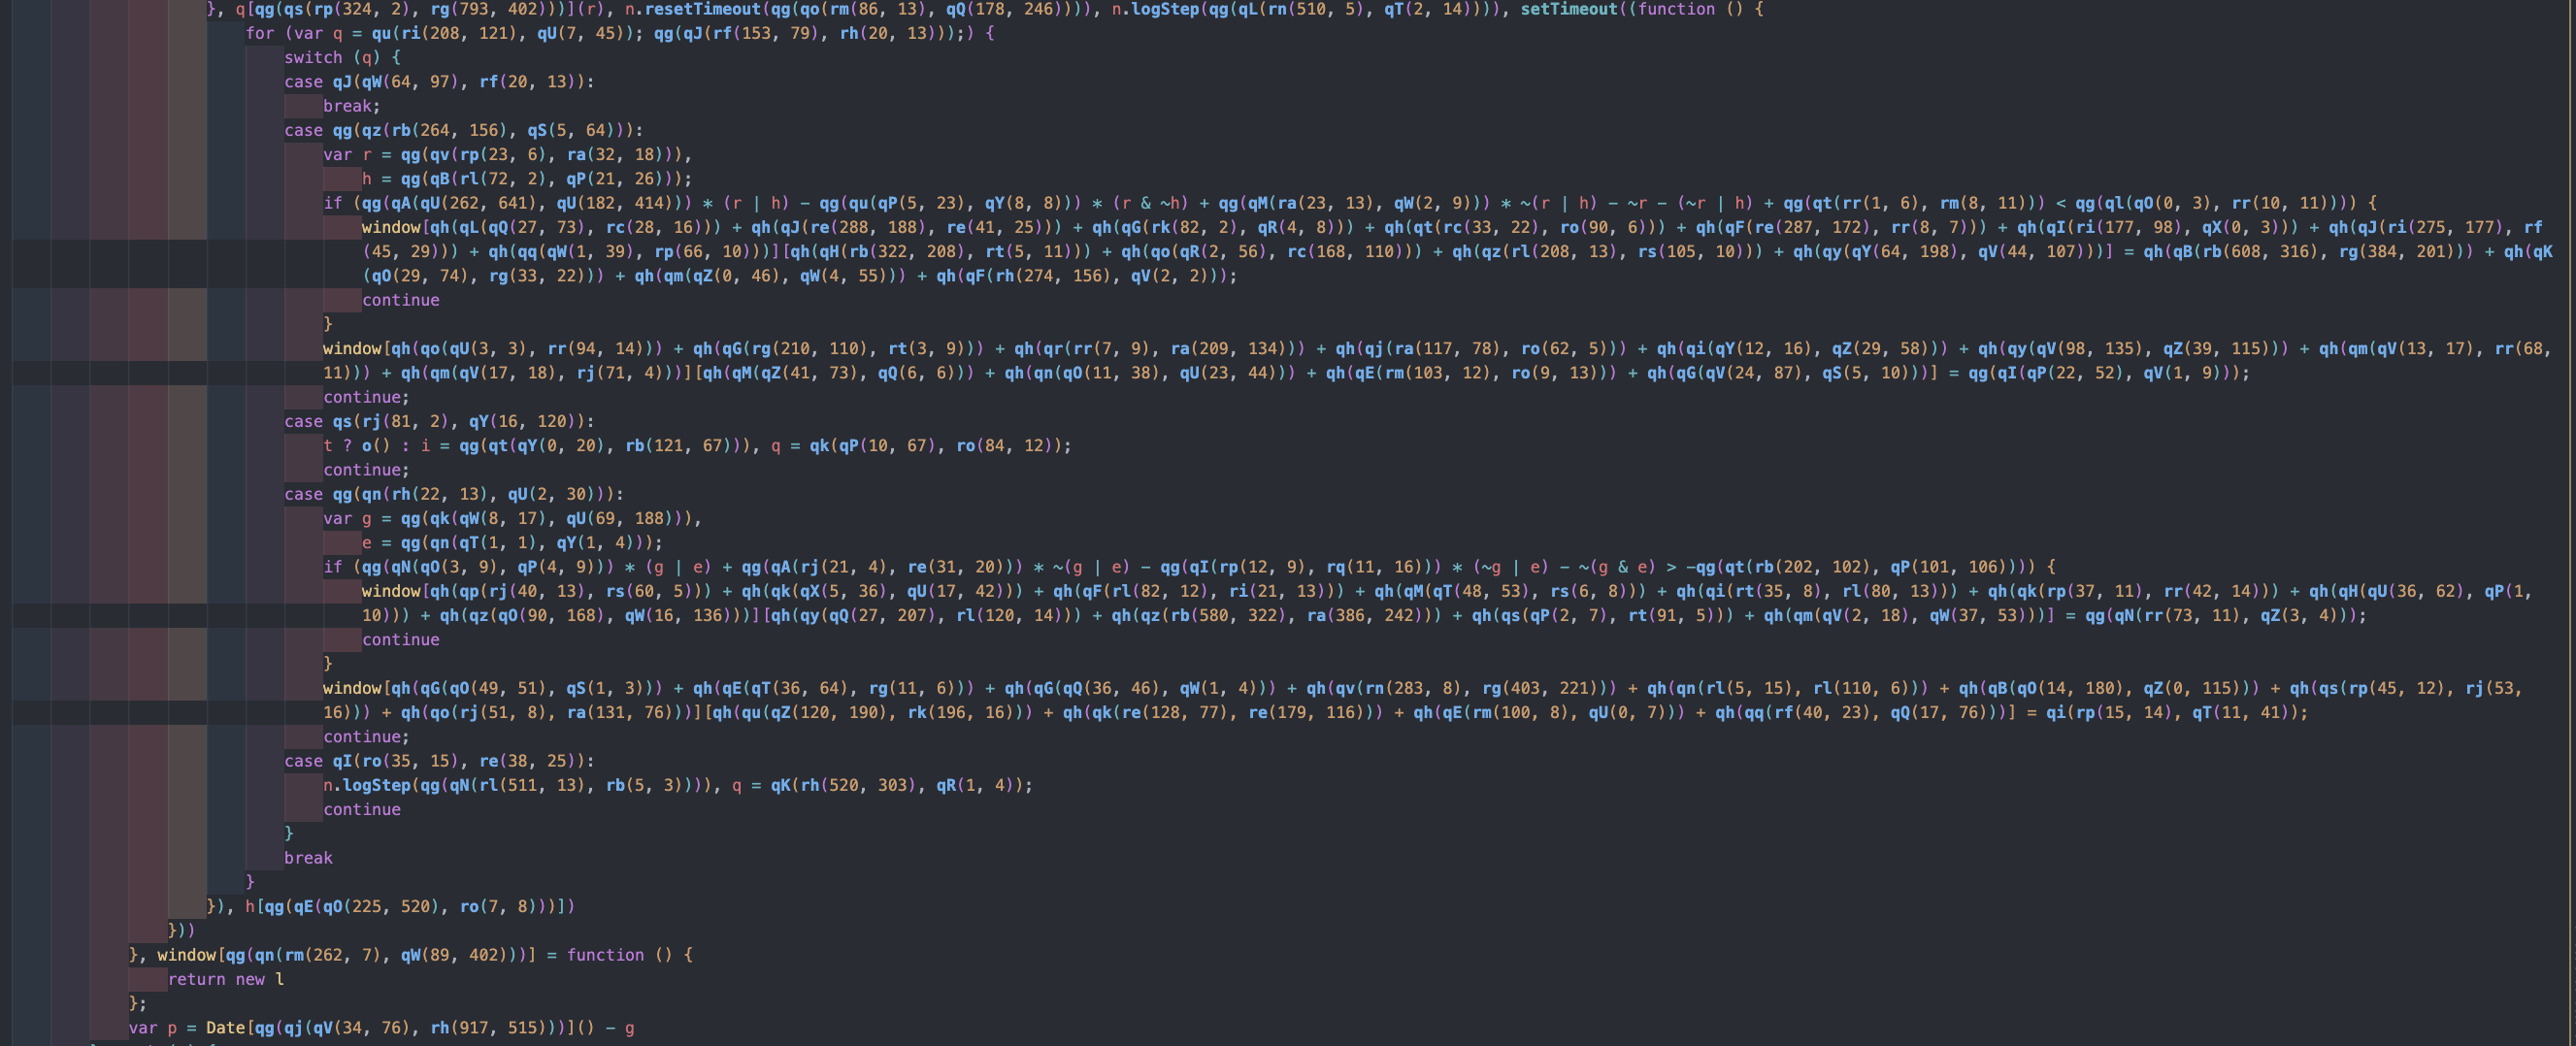 }, q[qg(qs(rp(324, 2), rg(793, 402)))](r), n.resetTimeout(qg(qo(rm(86, 13), qQ(178, 246)))), n.logStep(qg(qL(rn(510, 5), qT(2, 14)))), setTimeout((function () {
for (var q = qu(ri(208, 121), qU(7, 45)); qg(qJ(rf(153, 79), rh(20, 13)));) {
switch (q) {
case qJ(qW(64, 97), rf(20, 13)):
break;
case qg(qz(rb(264, 156), qS(5, 64))):
var r = qg(qv(rp(23, 6), ra(32, 18))),
h = qg(qB(rl(72, 2), qP(21, 26)));
if (qg(qA(qU(262, 641), qU(182, 414))) * (r | h) - qg(qu(qP(5, 23), qY(8, 8))) * (r & ~h) + qg(qM(ra(23, 13), qW(2, 9))) * ~(r | h) - ~r - (~r | h) + qg(qt(rr(1, 6), rm(8, 11))) < qg(ql(qO(0, 3), rr(10, 11)))) {
window[qh(qL(qQ(27, 73), rc(28, 16))) + qh(qJ(re(288, 188), re(41, 25))) + qh(qG(rk(82, 2), qR(4, 8))) + qh(qt(rc(33, 22), ro(90, 6))) + qh(qF(re(287, 172), rr(8, 7))) + qh(qI(ri(177, 98), qX(0, 3))) + qh(qJ(ri(275, 177), rf
(45, 29))) + qh(qq(qW(1, 39), rp(66, 10)))][qh(qH(rb(322, 208), rt(5, 11))) + qh(qo(qR(2, 56), rc(168, 110))) + qh(qz(rl(208, 13), rs(105, 10))) + qh(qy(qY(64, 198), qV(44, 107)))] = qh(qB(rb(608, 316), rg(384, 201))) + qh(qK
(qO(29, 74), rg(33, 22))) + qh(qm(qZ(0, 46), qW(4, 55))) + qh(qF(rh(274, 156), qV(2, 2)));
continue
}
window[qh(qo(qU(3, 3), rr(94, 14))) + qh(qG(rg(210, 110), rt(3, 9))) + qh(qr(rr(7, 9), ra(209, 134))) + qh(qj(ra(117, 78), ro(62, 5))) + qh(qi(qY(12, 16), qZ(29, 58))) + qh(qy(qV(98, 135), qZ(39, 115))) + qh(qm(qV(13, 17), rr(68,
11))) + qh(qm(qV(17, 18), rj(71, 4)))][qh(qM(qZ(41, 73), qQ(6, 6))) + qh(qn(qO(11, 38), qU(23, 44))) + qh(qE(rm(103, 12), ro(9, 13))) + qh(qG(qV(24, 87), qS(5, 10)))] = qg(qI(qP(22, 52), qV(1, 9)));
continue;
case qs(rj(81, 2), qY(16, 120)):
t ? o() : i = qg(qt(qY(0, 20), rb(121, 67))), q = qk(qP(10, 67), ro(84, 12));
continue;
case qg(qn(rh(22, 13), qU(2, 30))):
var g = qg(qk(qW(8, 17), qU(69, 188))),
e = qg(qn(qT(1, 1), qY(1, 4)));
if (qg(qN(qO(3, 9), qP(4, 9))) * (g | e) + qg(qA(rj(21, 4), re(31, 20))) * ~(g | e) - qg(qI(rp(12, 9), rq(11, 16))) * (~g | e) - ~(g & e) > -qg(qt(rb(202, 102), qP(101, 106)))) {
window[qh(qp(rj(40, 13), rs(60, 5))) + qh(qk(qX(5, 36), qU(17, 42))) + qh(qF(rl(82, 12), ri(21, 13))) + qh(qM(qT(48, 53), rs(6, 8))) + qh(qi(rt(35, 8), rl(80, 13))) + qh(qk(rp(37, 11), rr(42, 14))) + qh(qH(qU(36, 62), qP(1,
10))) + qh(qz(qO(90, 168), qW(16, 136)))][qh(qy(qQ(27, 207), rl(120, 14))) + qh(qz(rb(580, 322), ra(386, 242))) + qh(qs(qP(2, 7), rt(91, 5))) + qh(qm(qV(2, 18), qW(37, 53)))] = qg(qN(rr(73, 11), qZ(3, 4)));
continue
}
window[qh(qG(qO(49, 51), qS(1, 3))) + qh(qE(qT(36, 64), rg(11, 6))) + qh(qG(qQ(36, 46), qW(1, 4))) + qh(qv(rn(283, 8), rg(403, 221))) + qh(qn(rl(5, 15), rl(110, 6))) + qh(qB(qO(14, 180), qZ(0, 115))) + qh(qs(rp(45, 12), rj(53,
16))) + qh(qo(rj(51, 8), ra(131, 76)))][qh(qu(qZ(120, 190), rk(196, 16))) + qh(qk(re(128, 77), re(179, 116))) + qh(qE(rm(100, 8), qU(0, 7))) + qh(qq(rf(40, 23), qQ(17, 76)))] = qi(rp(15, 14), qT(11, 41));
continue;
case qI(ro(35, 15), re(38, 25)):
n.logStep(qg(qN(rl(511, 13), rb(5, 3)))), q = qK(rh(520, 303), qR(1, 4));
continue
}
break
}
}), h[qg(qE(qO(225, 520), ro(7, 8)))])
}))
}, window[qg(qn(rm(262, 7), qW(89, 402)))] = function () {
return new l
};
var p = Date[qg(qj(qV(34, 76), rh(917, 515)))]() - g